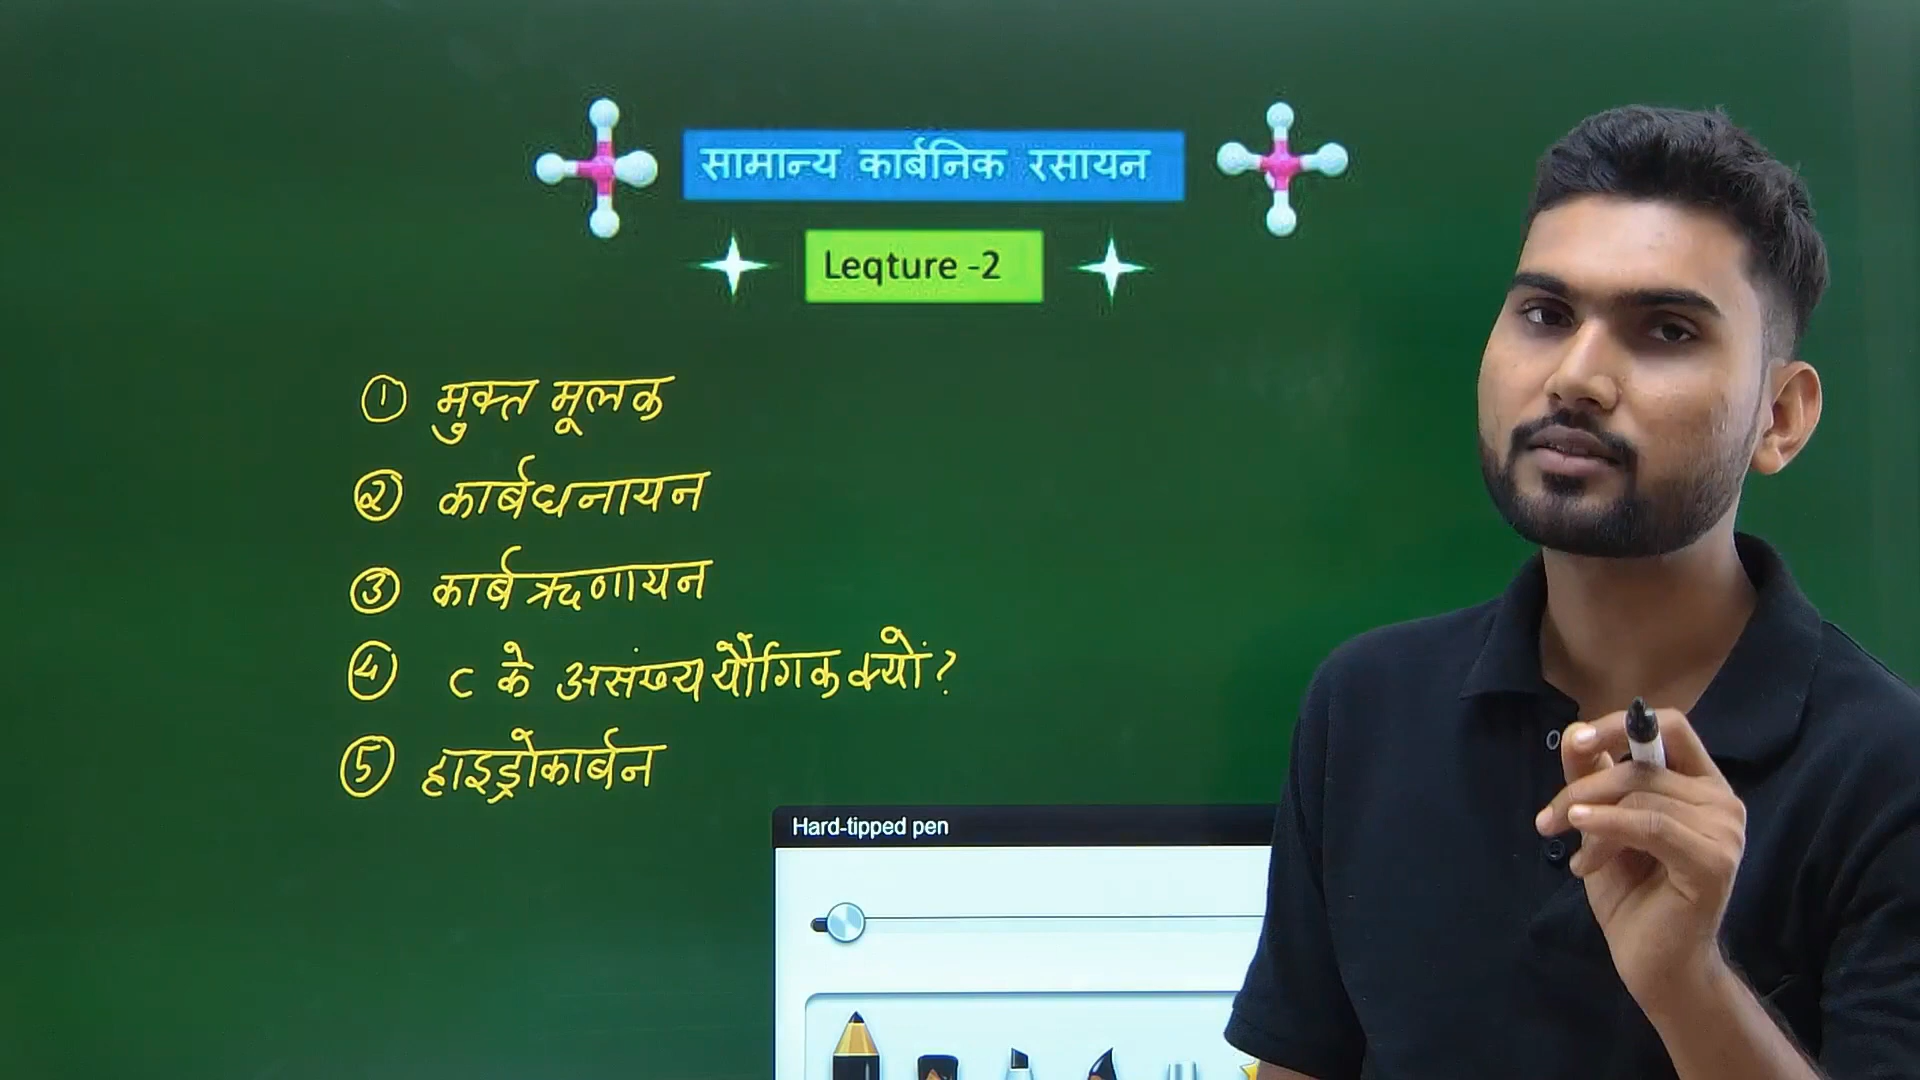 सामान्य कार्बनिक रसायन
Leqture -2
① मुक्त मूलक
② कार्बधनायन
③ कार्बऋणायन
④ C के असंख्य यौगिक क्यों?
⑤ हाइड्रोकार्बन
Hard-tipped pen